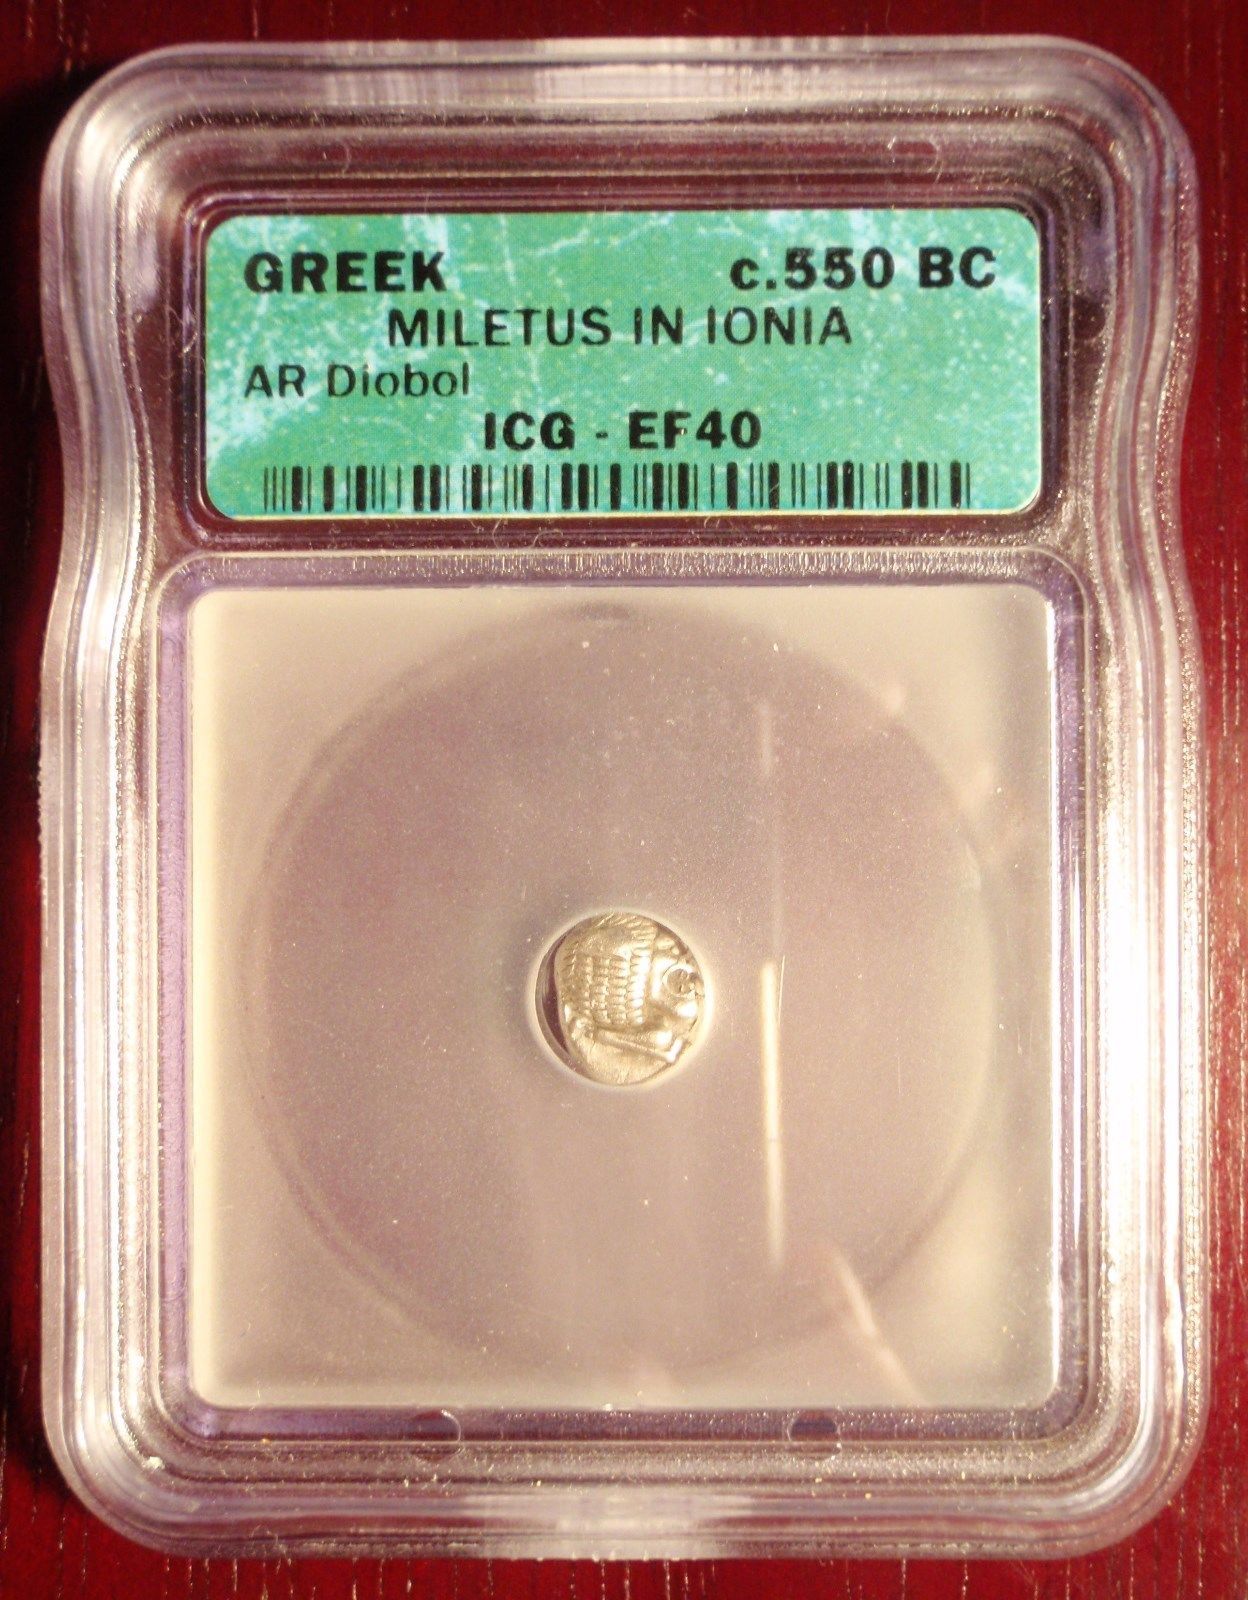 GREEK c.550 BC
MILETUS IN IONIA
AR Diobol
ICG - EF40